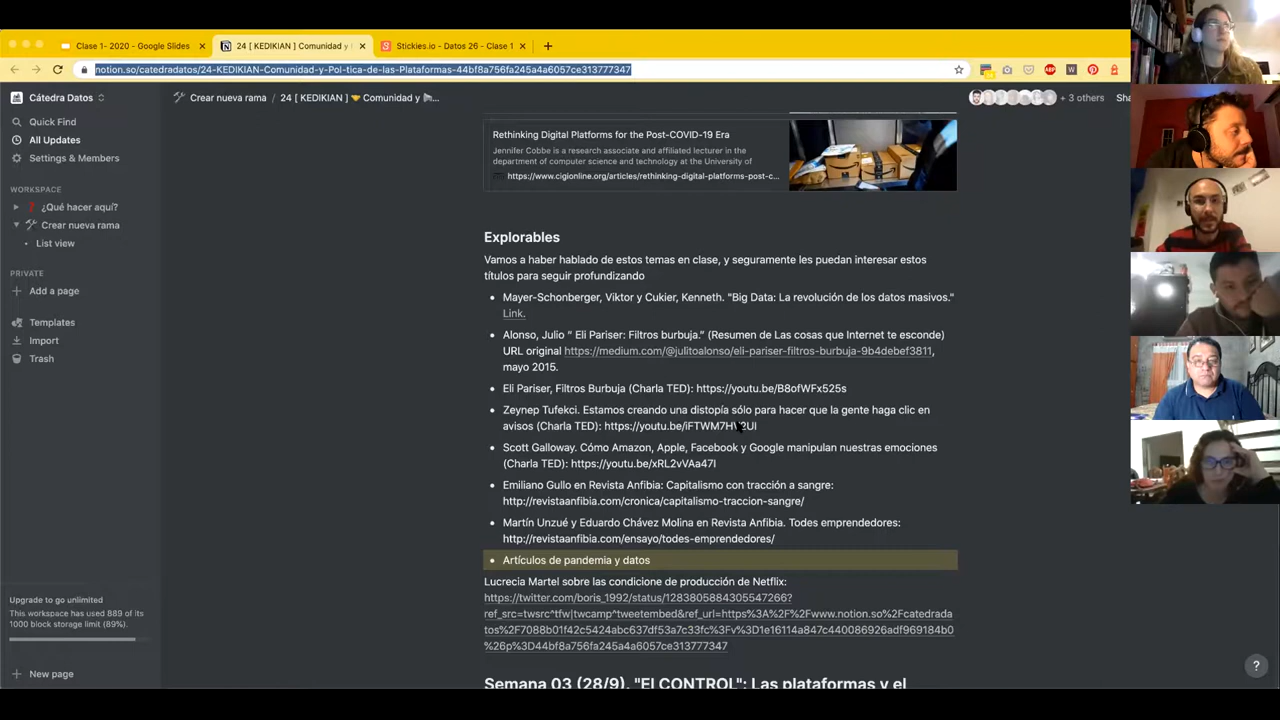 Clase 1- 2020 - Google Slides
24 [ KEDIKIAN ] Comunidad y
Stickies.io - Datos 26 - Clase 1
notion.so/catedradatos/24-KEDIKIAN-Comunidad-y-Pol-tica-de-las-Plataformas-44bf8a756fa245a4a6057ce313777347
ABP
W
Cátedra Datos
Crear nueva rama / 24 [ KEDIKIAN ] Comunidad y ...
+ 3 others
Sha
Quick Find
All Updates
Settings & Members
WORKSPACE
¿Qué hacer aquí?
Crear nueva rama
List view
PRIVATE
Add a page
Templates
Import
Trash
Upgrade to go unlimited
This workspace has used 889 of its
1000 block storage limit (89%).
New page
Rethinking Digital Platforms for the Post-COVID-19 Era
Jennifer Cobbe is a research associate and affiliated lecturer in the
department of computer science and technology at the University of
https://www.cigionline.org/articles/rethinking-digital-platforms-post-c...
Explorables
Vamos a haber hablado de estos temas en clase, y seguramente les puedan interesar estos
títulos para seguir profundizando
• Mayer-Schonberger, Viktor y Cukier, Kenneth. "Big Data: La revolución de los datos masivos."
Link.
• Alonso, Julio “ Eli Pariser: Filtros burbuja.” (Resumen de Las cosas que Internet te esconde)
URL original https://medium.com/@julitoalonso/eli-pariser-filtros-burbuja-9b4debef3811,
mayo 2015.
• Eli Pariser, Filtros Burbuja (Charla TED): https://youtu.be/B8ofWFx525s
• Zeynep Tufekci. Estamos creando una distopía sólo para hacer que la gente haga clic en
avisos (Charla TED):
• Scott Galloway. Cómo Amazon, Apple, Facebook y Google manipulan nuestras emociones
(Charla TED): https://youtu.be/xRL2vVAa47I
• Emiliano Gullo en Revista Anfibia: Capitalismo con tracción a sangre:
http://revistaanfibia.com/cronica/capitalismo-traccion-sangre/
• Martín Unzué y Eduardo Chávez Molina en Revista Anfibia. Todes emprendedores:
http://revistaanfibia.com/ensayo/todes-emprendedores/
• Artículos de pandemia y datos
Lucrecia Martel sobre las condicione de producción de Netflix:
https://twitter.com/boris_1992/status/1283805884305547266?
ref_src=twsrc^tfw|twcamp^tweetembed&ref_url=https%3A%2F%2Fwww.notion.so%2Fcatedrada
tos%2F7088b01f42c5424abc637df53a7c33fc%3Fv%3D1e16114a847c440086926adf969184b0
%26p%3D44bf8a756fa245a4a6057ce313777347
Semana 03 (28/9). "El CONTROL": Las plataformas y el